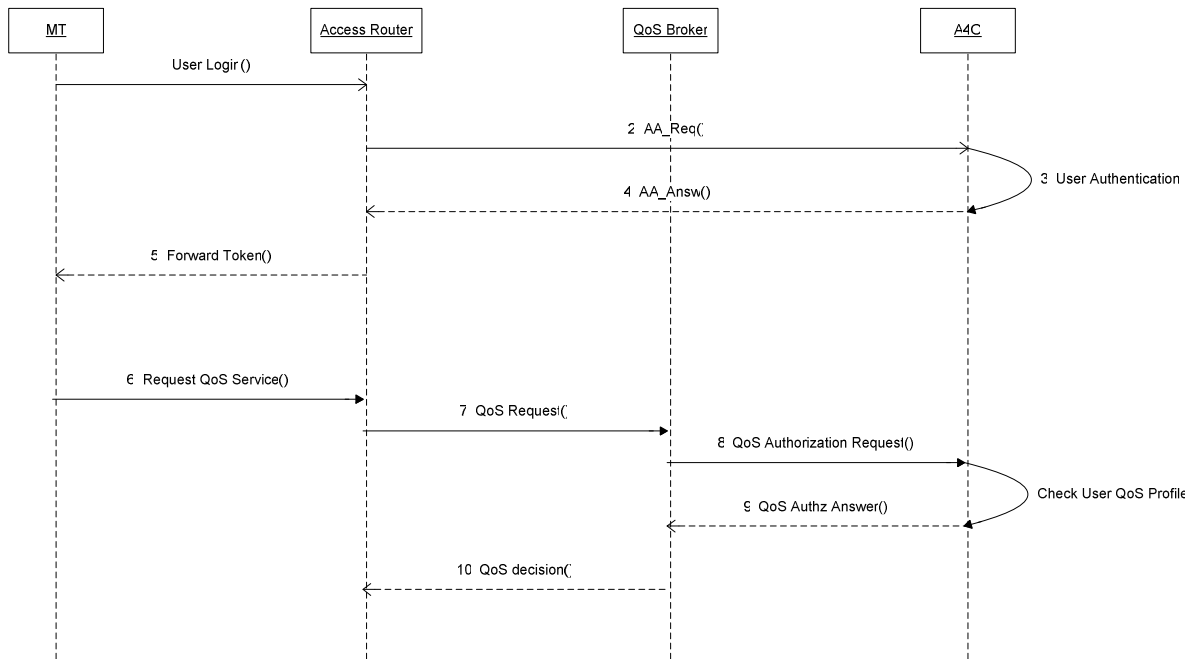 MT
Access Router
QoS Broker
A4C
User Login()
2 AA_Req()
3 User Authentication
4 AA_Answ()
5 Forward Token()
6 Request QoS Service()
7 QoS Request()
8 QoS Authorization Request()
Check User QoS Profile
9 QoS Authz Answer()
10 QoS decision()